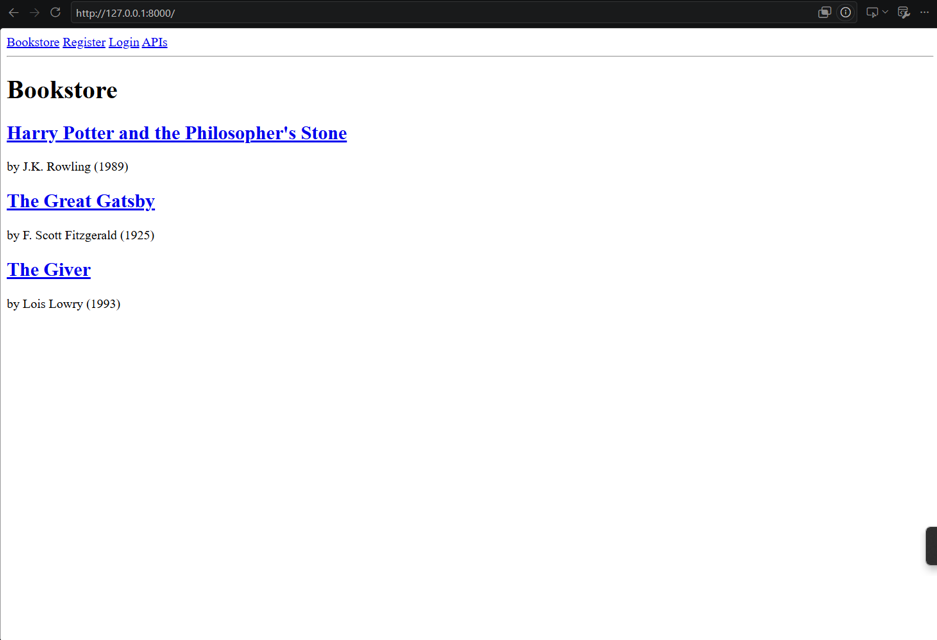 http://127.0.0.1:8000/
Bookstore Register Login APIs
Bookstore
Harry Potter and the Philosopher's Stone
by J.K. Rowling (1989)
The Great Gatsby
by F. Scott Fitzgerald (1925)
The Giver
by Lois Lowry (1993)